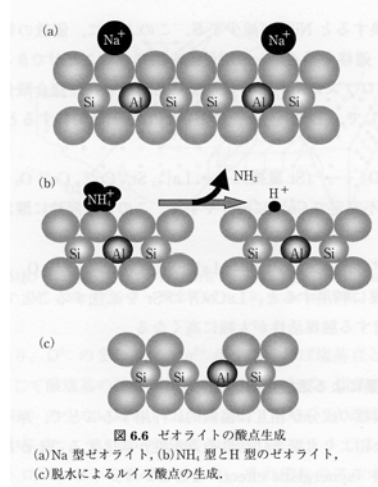 (a)
Na+ Na+
Si Al Si Si Al Si
(b)
NH3
NH4+ H+
Si Al Si Si Al Si
(c)
Si Si Al Si
図 6.6 ゼオライトの酸点生成
(a)Na 型ゼオライト, (b)NH4 型と H 型のゼオライト,
(c)脱水によるルイス酸点の生成.